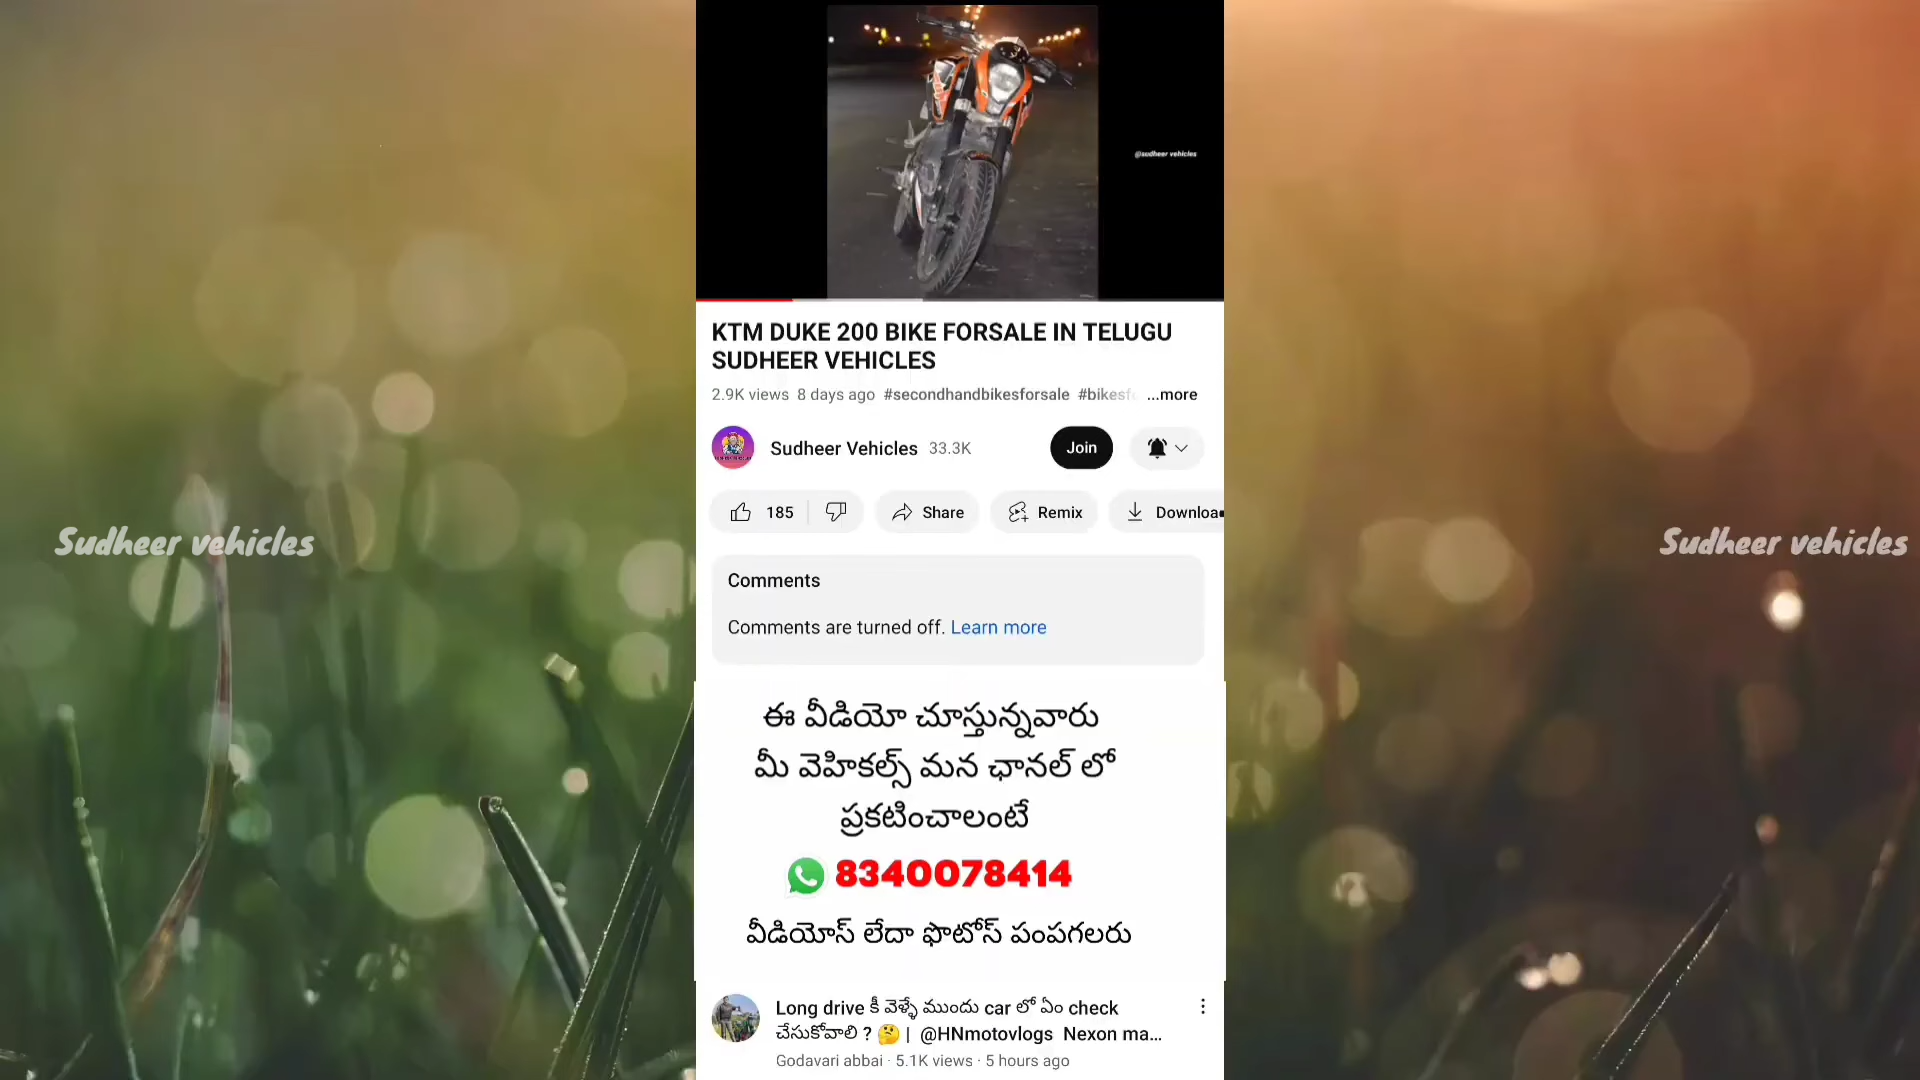 @sudheer vehicles
KTM DUKE 200 BIKE FORSALE IN TELUGU
SUDHEER VEHICLES
2.9K views 8 days ago #secondhandbikesforsale #bikesfo ...more
Sudheer Vehicles 33.3K
Join
185
Share
Remix
Downloa
Comments
Comments are turned off. Learn more
Sudheer vehicles
Sudheer vehicles
ఈ వీడియో చూస్తున్నవారు
మీ వెహికల్స్ మన ఛానల్ లో
ప్రకటించాలంటే
8340078414
వీడియోస్ లేదా ఫొటోస్ పంపగలరు
Long drive కీ వెళ్ళే ముందు car లో ఏం check
చేసుకోవాలి ? 🤔 | @HNmotovlogs Nexon ma...
Godavari abbai · 5.1K views · 5 hours ago